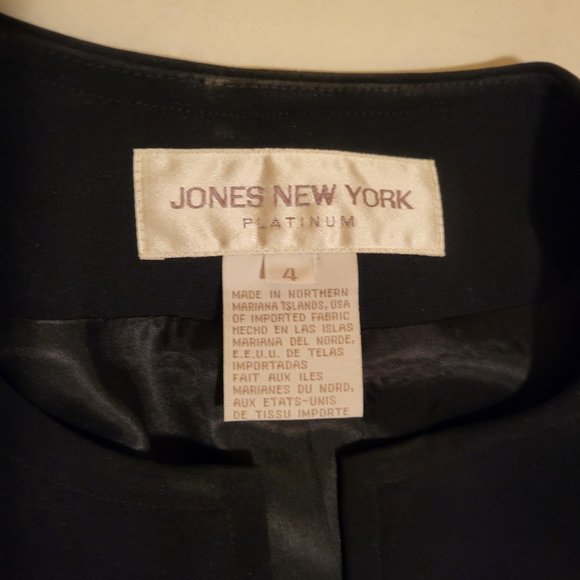 JONES NEW YORK
PLATINUM
4
MADE IN NORTHERN
MARIANA ISLANDS, USA
OF IMPORTED FABRIC
HECHO EN LAS ISLAS
MARIANA DEL NORDE,
E.E.U.U. DE TELAS
IMPORTADAS
FAIT AUX ILES
MARIANES DU NORD,
AUX ETATS-UNIS
DE TISSU IMPORTE